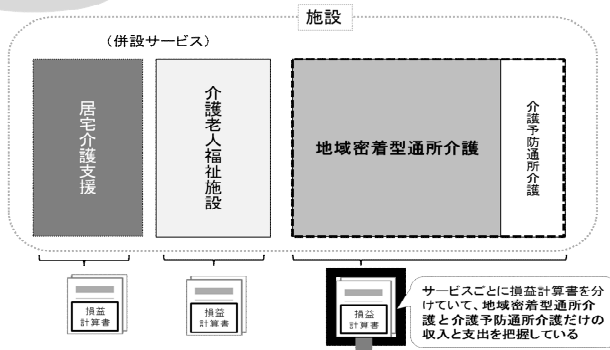 施設
（併設サービス）
居宅介護支援
介護老人福祉施設
地域密着型通所介護
介護予防通所介護
損益
計算書
損益
計算書
損益
計算書
サービスごとに損益計算書を分
けていて、地域密着型通所介
護と介護予防通所介護だけの
収入と支出を把握している